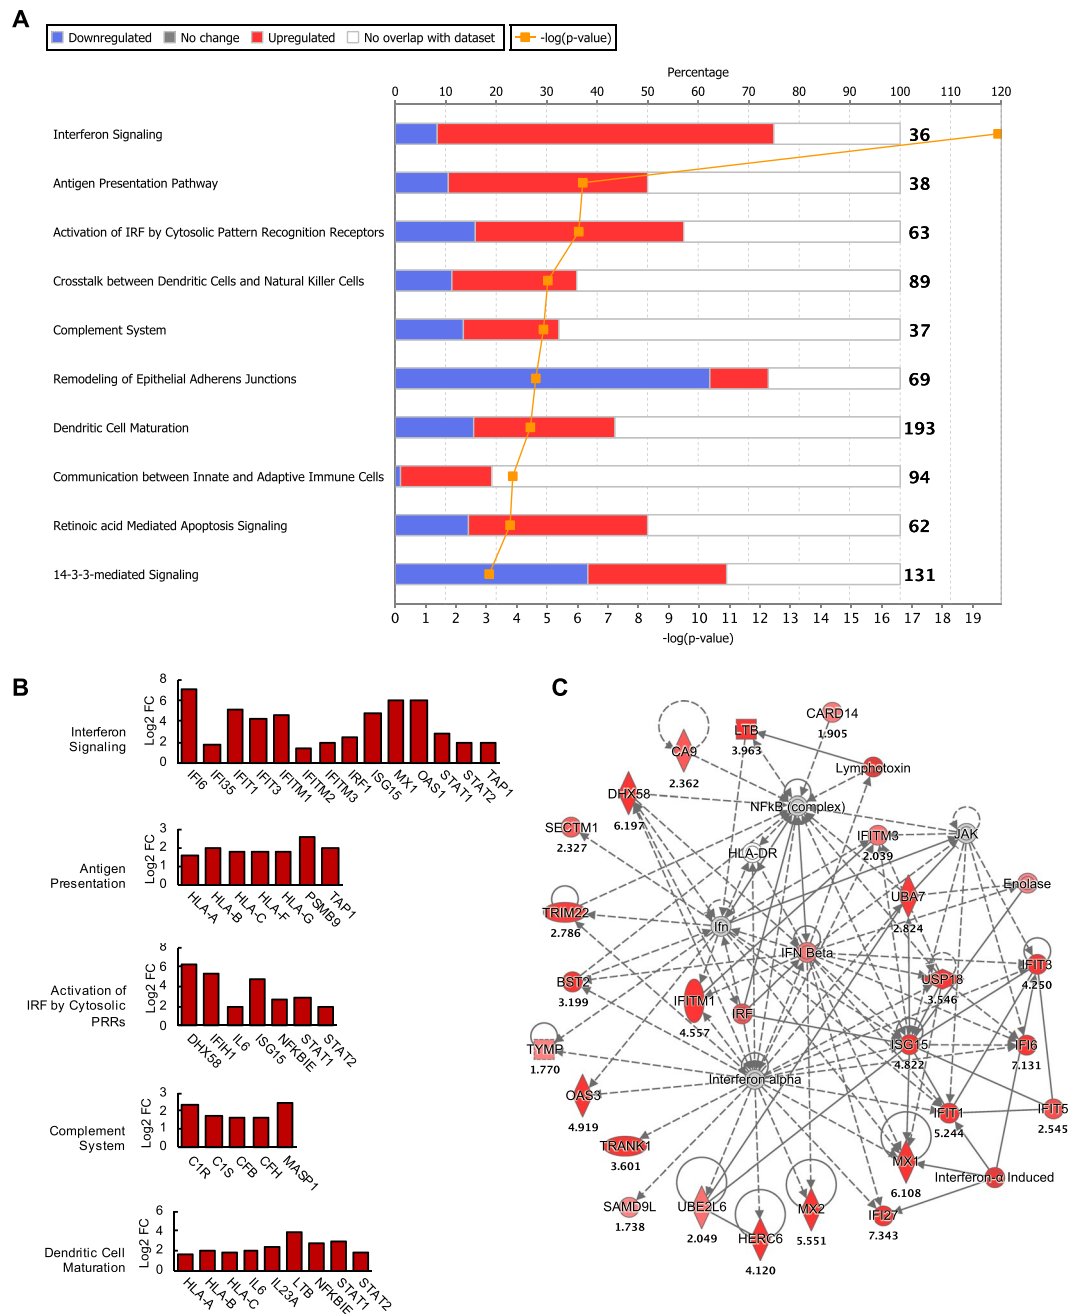 A
Downregulated No change Upregulated No overlap with dataset -log(p-value)
Percentage
0 10 20 30 40 50 60 70 80 90 100 110 120
Interferon Signaling 36
Antigen Presentation Pathway 38
Activation of IRF by Cytosolic Pattern Recognition Receptors 63
Crosstalk between Dendritic Cells and Natural Killer Cells 89
Complement System 37
Remodeling of Epithelial Adherens Junctions 69
Dendritic Cell Maturation 193
Communication between Innate and Adaptive Immune Cells 94
Retinoic acid Mediated Apoptosis Signaling 62
14-3-3-mediated Signaling 131
0 1 2 3 4 5 6 7 8 9 10 11 12 13 14 15 16 17 18 19
-log(p-value)
B
Interferon
Signaling
Log2 FC
8
6
4
2
0
IFI6 IFI35 IFIT1 IFIT3 IFITM1 IFITM2 IFITM3 IRF1 ISG15 MX1 OAS1 STAT1 STAT2 TAP1
Antigen
Presentation
Log2 FC
3
2
1
0
HLA-A HLA-B HLA-C HLA-F HLA-G PSMB9 TAP1
Activation of
IRF by Cytosolic
PRRs
Log2 FC
8
6
4
2
0
DHX58 IFIH1 IL6 ISG15 NFKBIE STAT1 STAT2
Complement
System
Log2 FC
3
2
1
0
C1R C1S CFB CFH MASP1
Dendritic Cell
Maturation
Log2 FC
6
4
2
0
HLA-A HLA-B HLA-C IL6 IL23A LTB NFKBIE STAT1 STAT2
C
CARD14
1.905
LTB
3.963
CA9
2.362
Lymphotoxin
DHX58
6.197
NFkB (complex)
SECTM1
2.327
IFITM3
2.039
JAK
HLA-DR
Enolase
UBA7
2.824
TRIM22
2.786
Ifn
IFN Beta
IFIT3
4.250
BST2
3.199
USP18
3.546
IFITM1
4.557
IRF
TYMP
1.770
ISG15
4.822
IFI6
7.131
Interferon alpha
OAS3
4.919
IFIT1
5.244
IFIT5
2.545
TRANK1
3.601
MX1
6.108
Interferon-α Induced
SAMD9L
1.738
UBE2L6
2.049
MX2
5.551
IFI27
7.343
HERC6
4.120